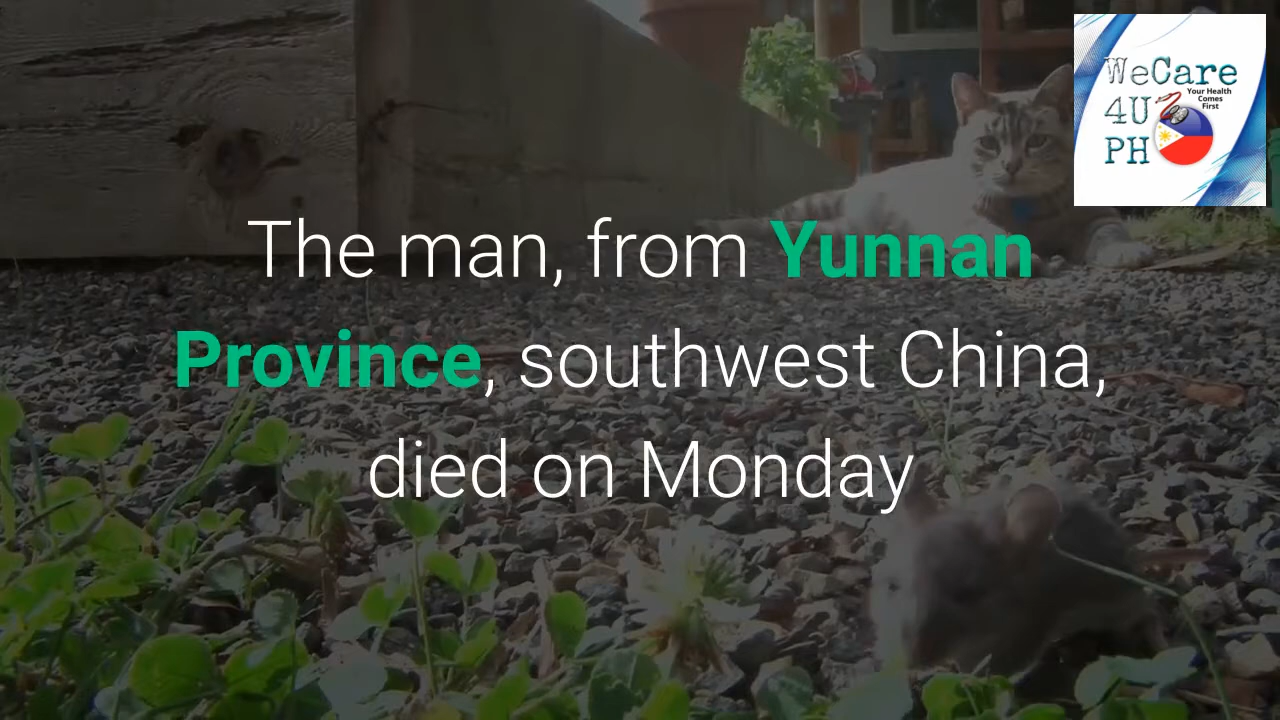 WeCare
Your Health
Comes
First
4U
PH
The man, from Yunnan
Province, southwest China,
died on Monday